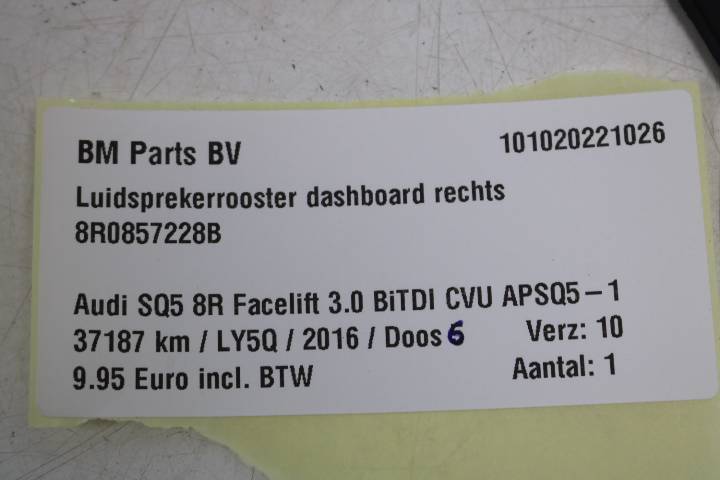 BM Parts BV 101020221026
Luidsprekerrooster dashboard rechts
8R0857228B
Audi SQ5 8R Facelift 3.0 BiTDI CVU APSQ5-1
37187 km / LY5Q / 2016 / Doos 6 Verz: 10
9.95 Euro incl. BTW Aantal: 1